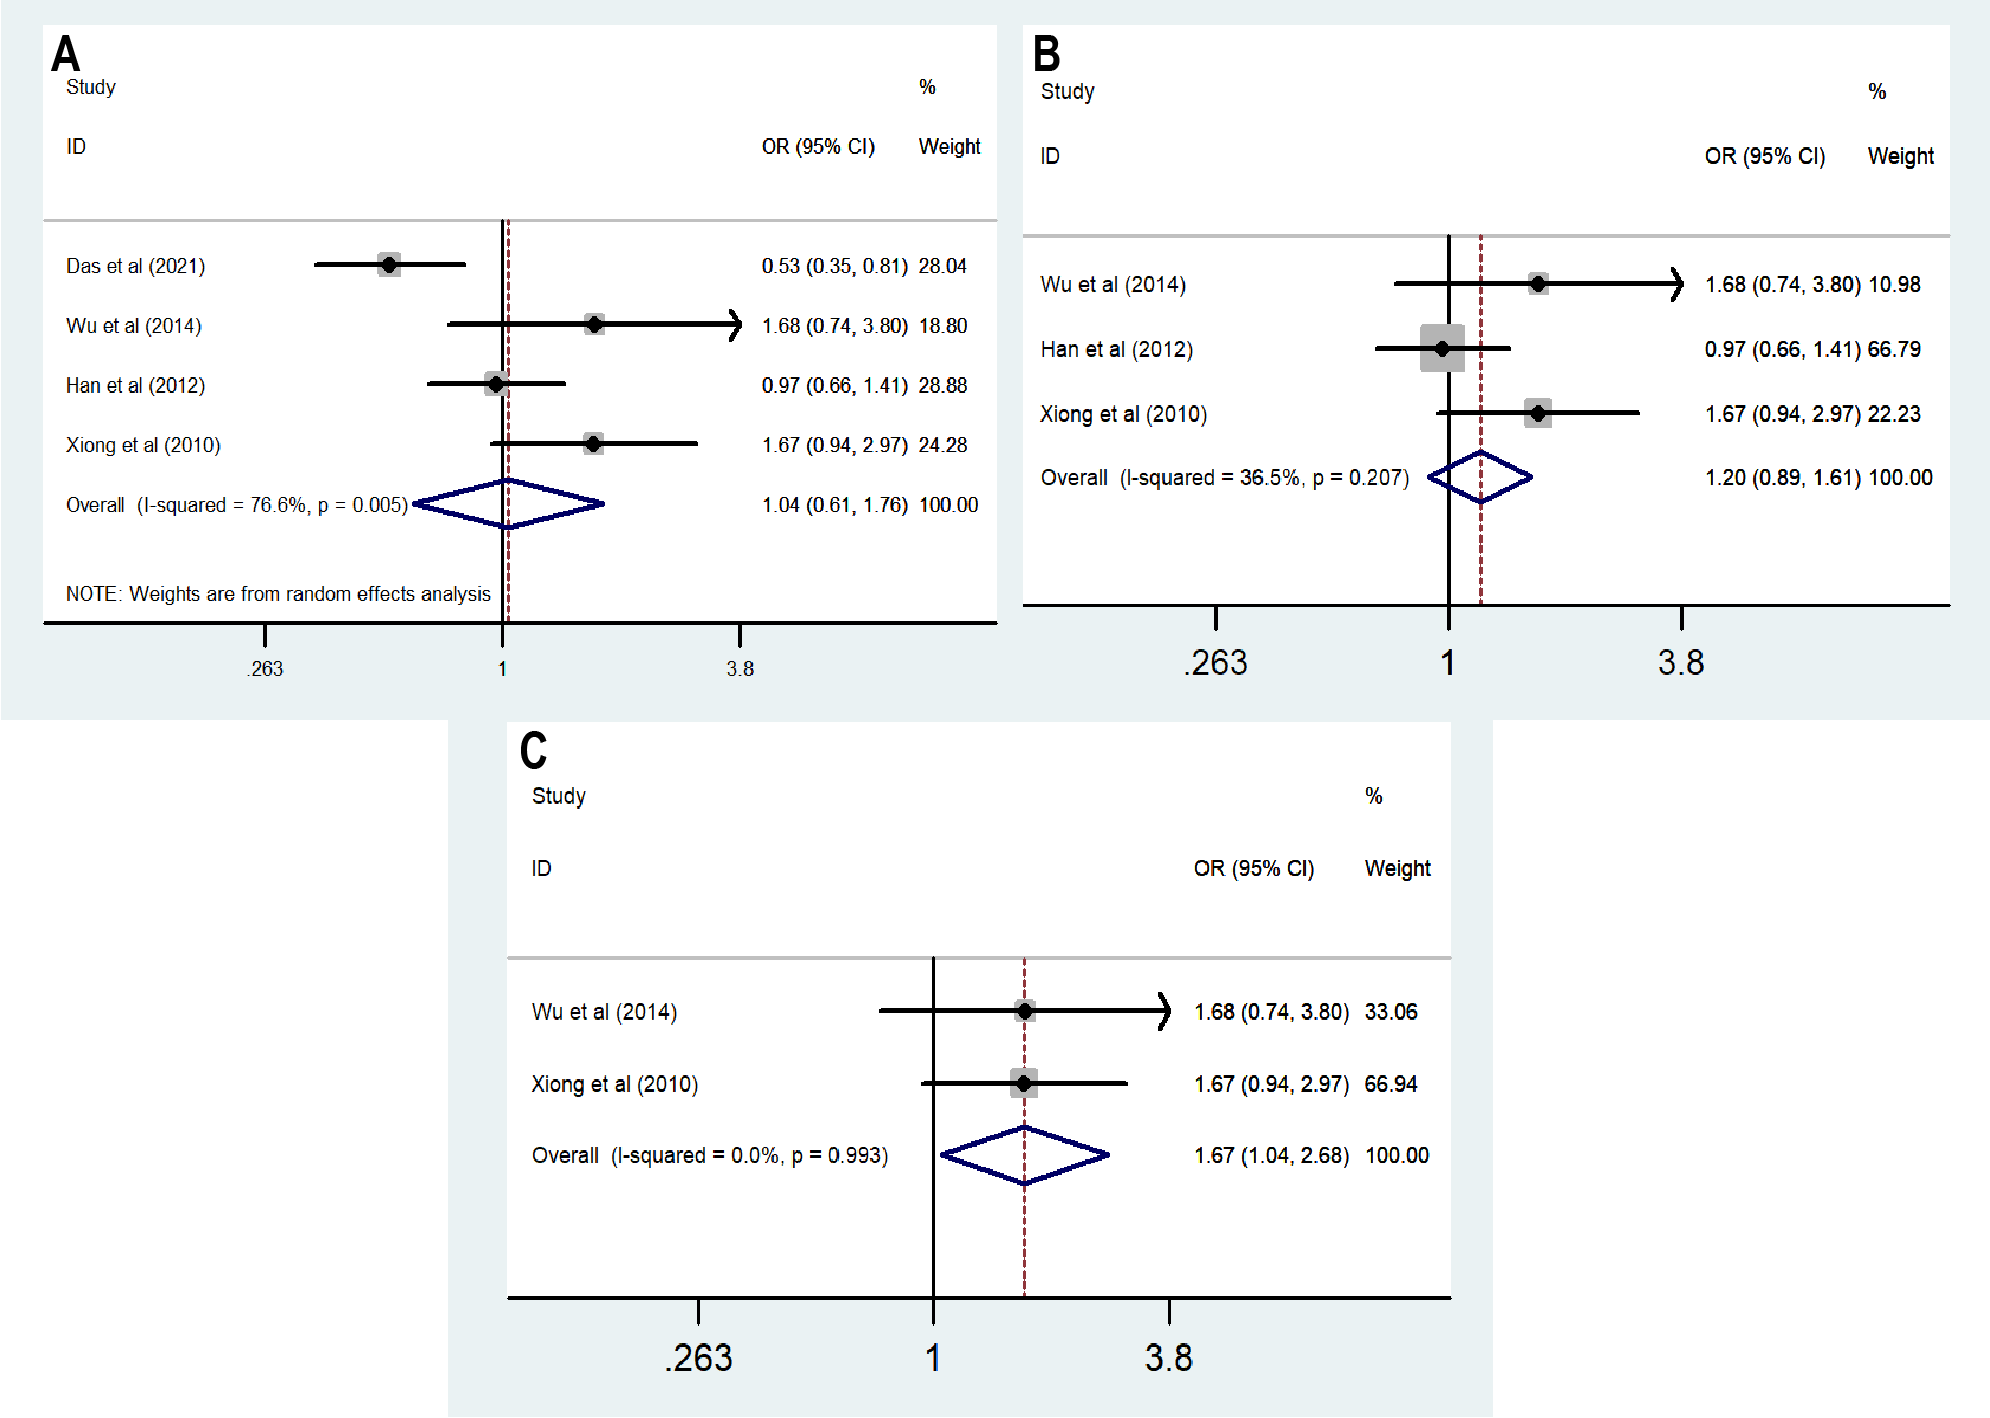 A
Study %
ID OR (95% CI) Weight
Das et al (2021) 0.53 (0.35, 0.81) 28.04
Wu et al (2014) 1.68 (0.74, 3.80) 18.80
Han et al (2012) 0.97 (0.66, 1.41) 28.88
Xiong et al (2010) 1.67 (0.94, 2.97) 24.28
Overall (I-squared = 76.6%, p = 0.005) 1.04 (0.61, 1.76) 100.00
NOTE: Weights are from random effects analysis
.263 1 3.8
B
Study %
ID OR (95% CI) Weight
Wu et al (2014) 1.68 (0.74, 3.80) 10.98
Han et al (2012) 0.97 (0.66, 1.41) 66.79
Xiong et al (2010) 1.67 (0.94, 2.97) 22.23
Overall (I-squared = 36.5%, p = 0.207) 1.20 (0.89, 1.61) 100.00
.263 1 3.8
C
Study %
ID OR (95% CI) Weight
Wu et al (2014) 1.68 (0.74, 3.80) 33.06
Xiong et al (2010) 1.67 (0.94, 2.97) 66.94
Overall (I-squared = 0.0%, p = 0.993) 1.67 (1.04, 2.68) 100.00
.263 1 3.8